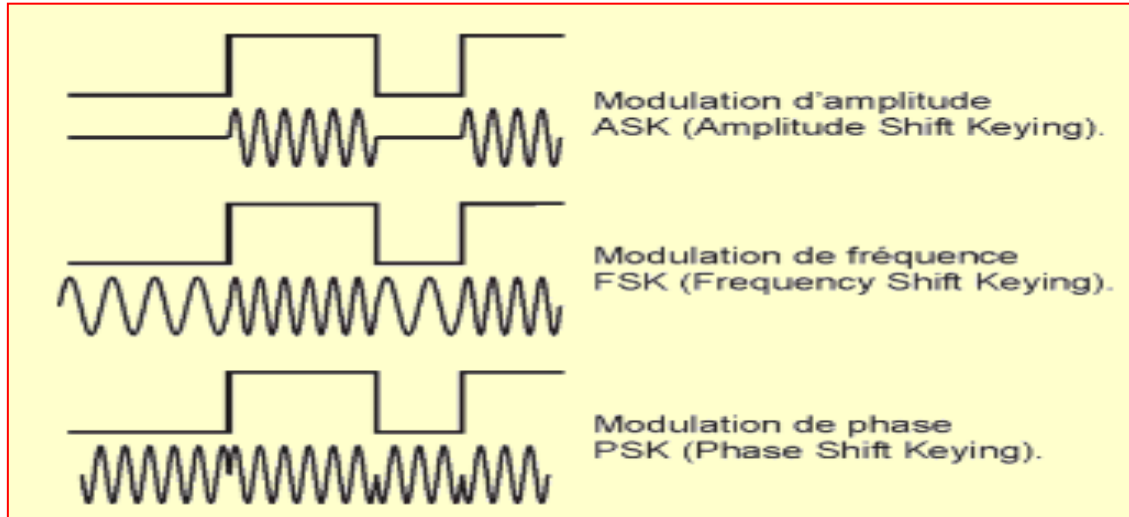 Modulation d'amplitude
ASK (Amplitude Shift Keying).
Modulation de fréquence
FSK (Frequency Shift Keying).
Modulation de phase
PSK (Phase Shift Keying).